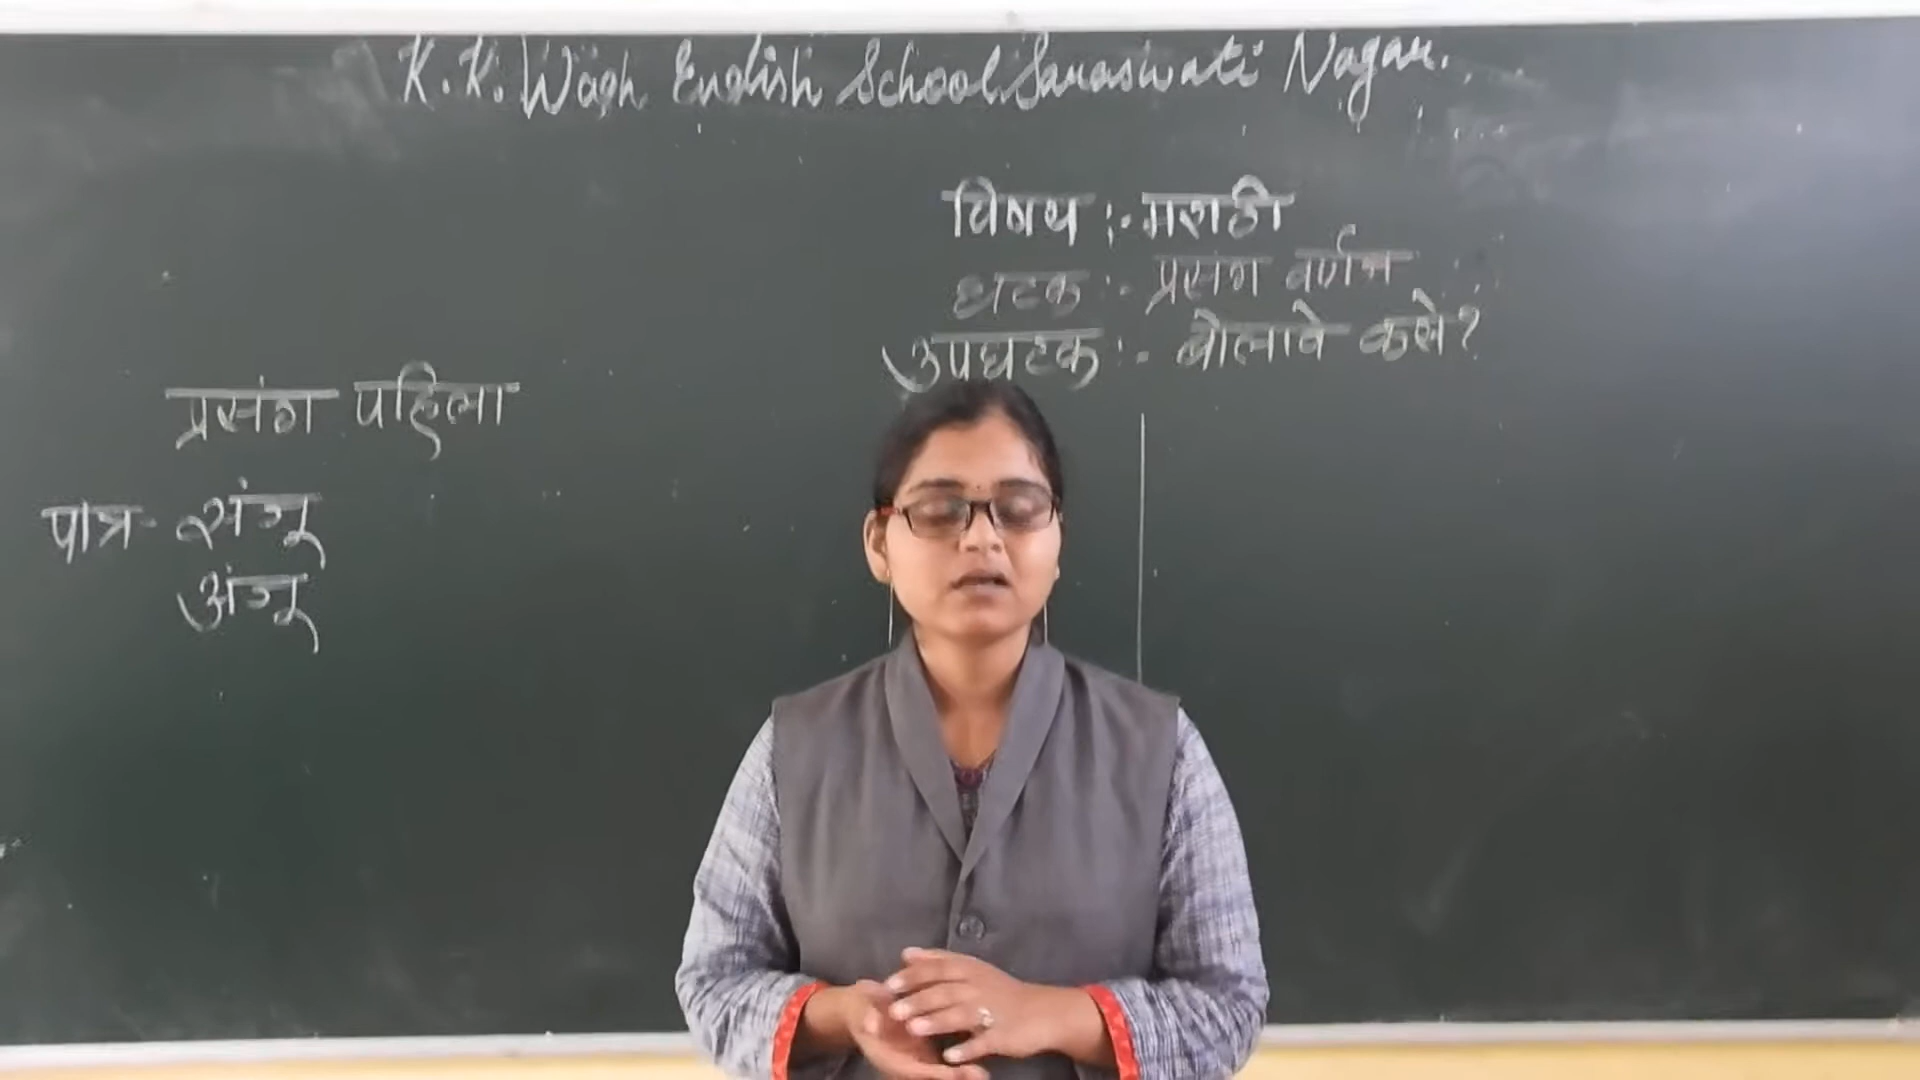 K. K. Wagh English School, Saraswati Nagar.
विषय :- मराठी
घटक :- प्रसंग वर्णन
उपघटक :- बोलावे कसे?
प्रसंग पहिला
पात्र - संजू
अंजू